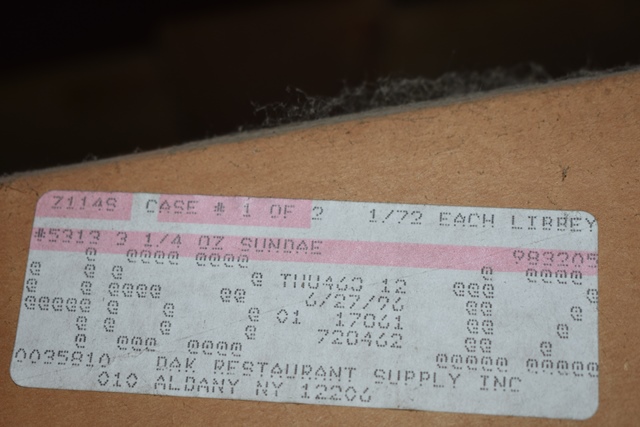 Z114S CASE # 1 OF 2 1/72 EACH LIBBEY
#5313 3 1/4 OZ SUNDAE 983205
THU463 12
6/27/96
01 17061
720462
0035810 DAK RESTAURANT SUPPLY INC
010 ALBANY NY 12206